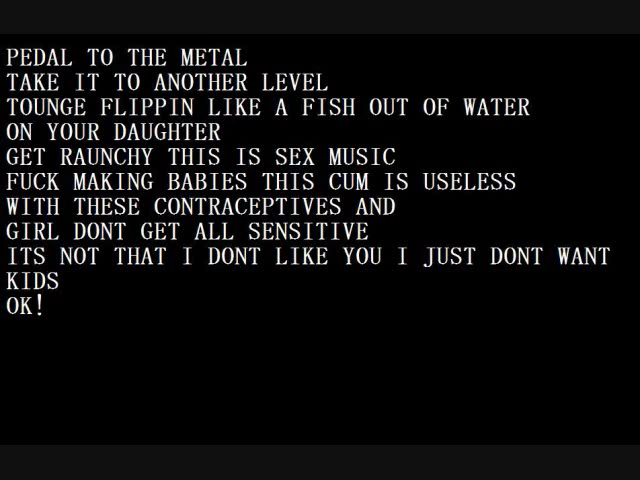 PEDAL TO THE METAL
TAKE IT TO ANOTHER LEVEL
TOUNGE FLIPPIN LIKE A FISH OUT OF WATER
ON YOUR DAUGHTER
GET RAUNCHY THIS IS SEX MUSIC
FUCK MAKING BABIES THIS CUM IS USELESS
WITH THESE CONTRACEPTIVES AND
GIRL DONT GET ALL SENSITIVE
ITS NOT THAT I DONT LIKE YOU I JUST DONT WANT
KIDS
OK!